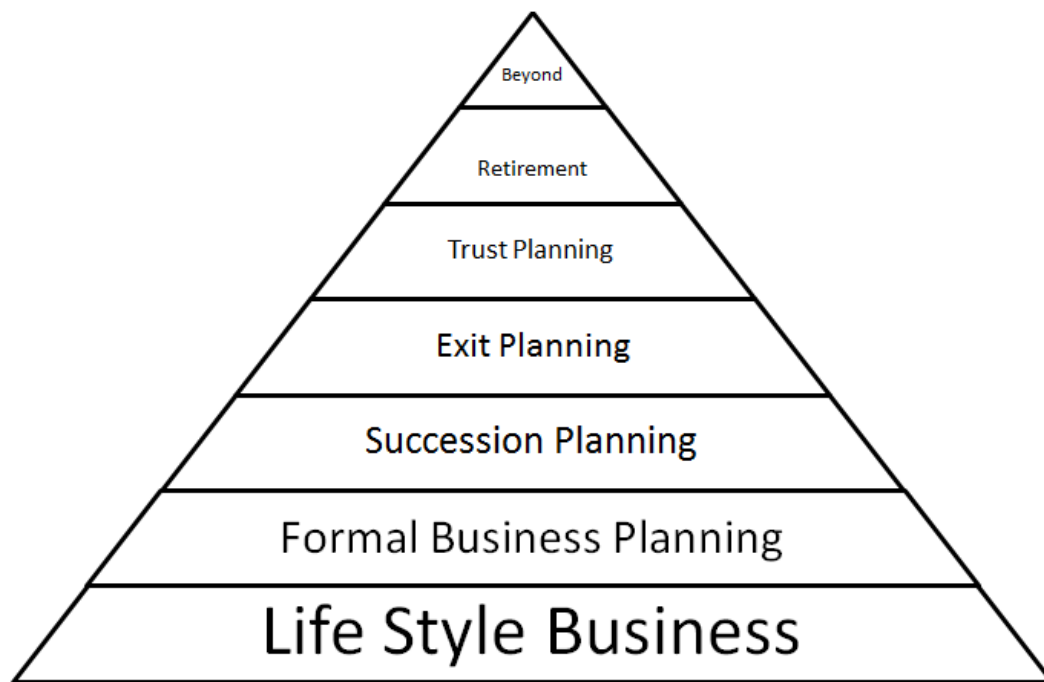 Beyond
Retirement
Trust Planning
Exit Planning
Succession Planning
Formal Business Planning
Life Style Business